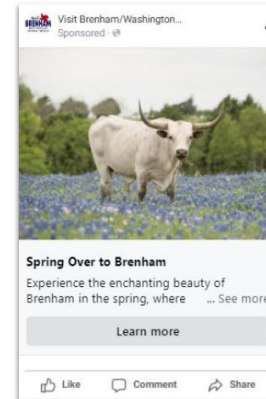 BRENHAM
Visit Brenham/Washington...
Sponsored ·
Spring Over to Brenham
Experience the enchanting beauty of
Brenham in the spring, where ... See more
Learn more
Like Comment Share